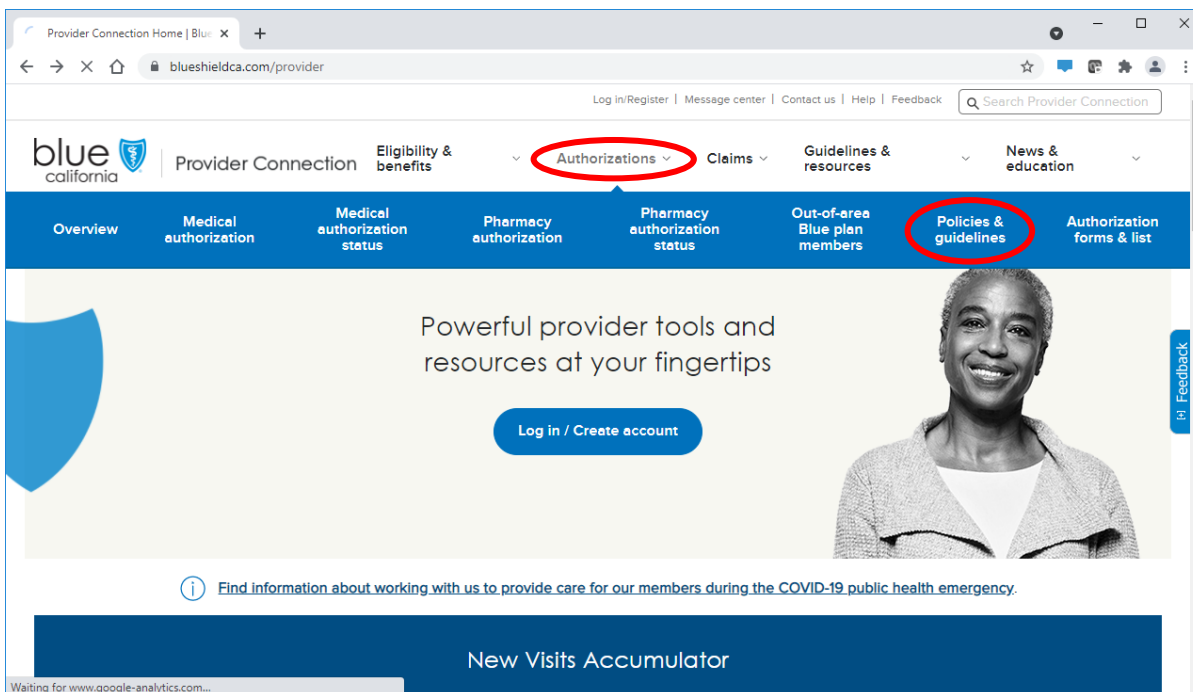 Provider Connection Home | Blue
blueshieldca.com/provider
Log in/Register | Message center | Contact us | Help | Feedback
Search Provider Connection
blue
california
Provider Connection
Eligibility &
benefits
Authorizations
Claims
Guidelines &
resources
News &
education
Overview
Medical
authorization
Medical
authorization
status
Pharmacy
authorization
Pharmacy
authorization
status
Out-of-area
Blue plan
members
Policies &
guidelines
Authorization
forms & list
Powerful provider tools and
resources at your fingertips
Log in / Create account
[+] Feedback
Find information about working with us to provide care for our members during the COVID-19 public health emergency.
New Visits Accumulator
Waiting for www.google-analytics.com...